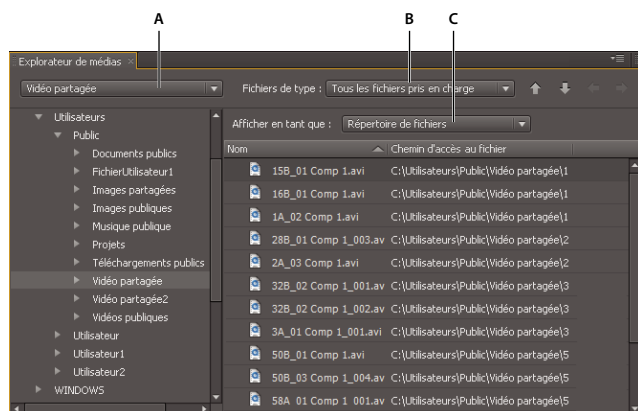 A B C
Explorateur de médias
Vidéo partagée Fichiers de type : Tous les fichiers pris en charge
Utilisateurs
Public
Documents publics
FichierUtilisateur1
Images partagées
Images publiques
Musique publique
Projets
Téléchargements publics
Vidéo partagée
Vidéo partagée2
Vidéos publiques
Utilisateur
Utilisateur1
Utilisateur2
WINDOWS
Afficher en tant que : Répertoire de fichiers
Nom Chemin d'accès au fichier
15B_01 Comp 1.avi C:\Utilisateurs\Public\Vidéo partagée\1
16B_01 Comp 1.avi C:\Utilisateurs\Public\Vidéo partagée\1
1A_02 Comp 1.avi C:\Utilisateurs\Public\Vidéo partagée\1
28B_01 Comp 1_003.av C:\Utilisateurs\Public\Vidéo partagée\2
2A_03 Comp 1.avi C:\Utilisateurs\Public\Vidéo partagée\2
32B_02 Comp 1_001.av C:\Utilisateurs\Public\Vidéo partagée\3
32B_02 Comp 1_002.av C:\Utilisateurs\Public\Vidéo partagée\3
3A_01 Comp 1_001.avi C:\Utilisateurs\Public\Vidéo partagée\3
50B_01 Comp 1.avi C:\Utilisateurs\Public\Vidéo partagée\5
50B_03 Comp 1_004.av C:\Utilisateurs\Public\Vidéo partagée\5
58A_01 Comp 1_001.av C:\Utilisateurs\Public\Vidéo partagée\5